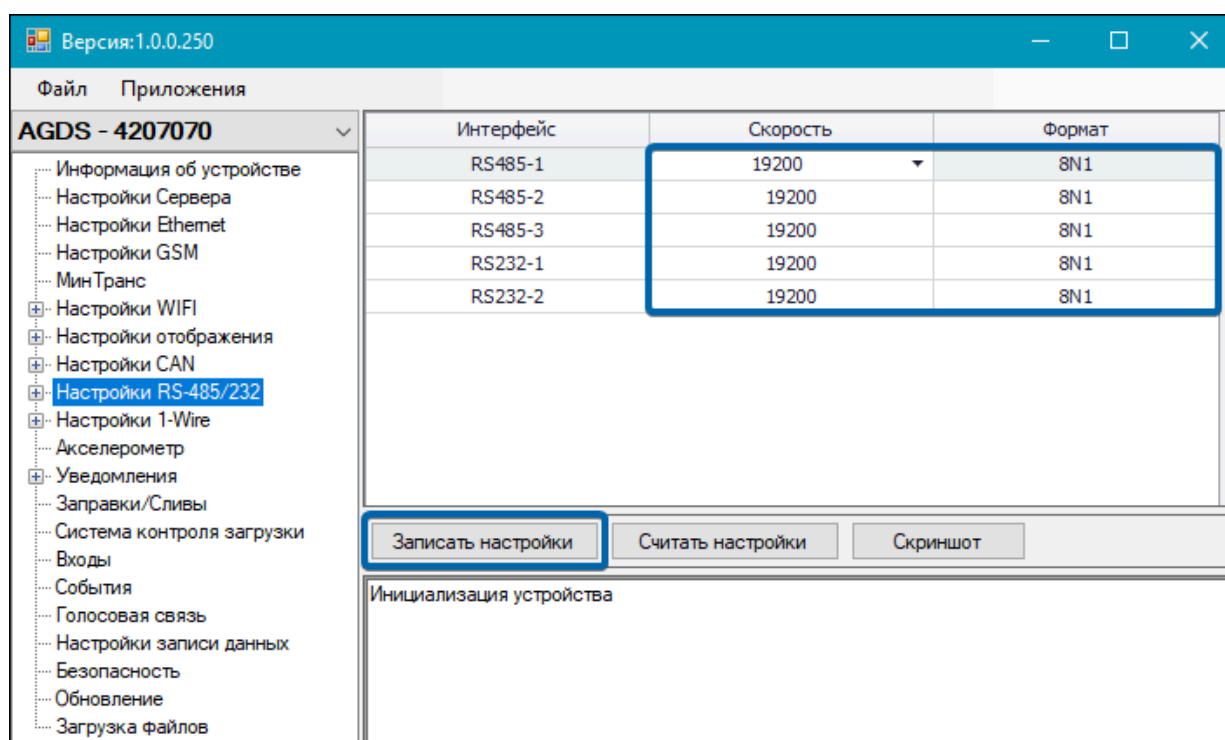 Версия:1.0.0.250
Файл Приложения
AGDS - 4207070
Информация об устройстве
Настройки Сервера
Настройки Ethernet
Настройки GSM
МинТранс
Настройки WIFI
Настройки отображения
Настройки CAN
Настройки RS-485/232
Настройки 1-Wire
Акселерометр
Уведомления
Заправки/Сливы
Система контроля загрузки
Входы
События
Голосовая связь
Настройки записи данных
Безопасность
Обновление
Загрузка файлов
Интерфейс Скорость Формат
RS485-1 19200 8N1
RS485-2 19200 8N1
RS485-3 19200 8N1
RS232-1 19200 8N1
RS232-2 19200 8N1
Записать настройки Считать настройки Скриншот
Инициализация устройства